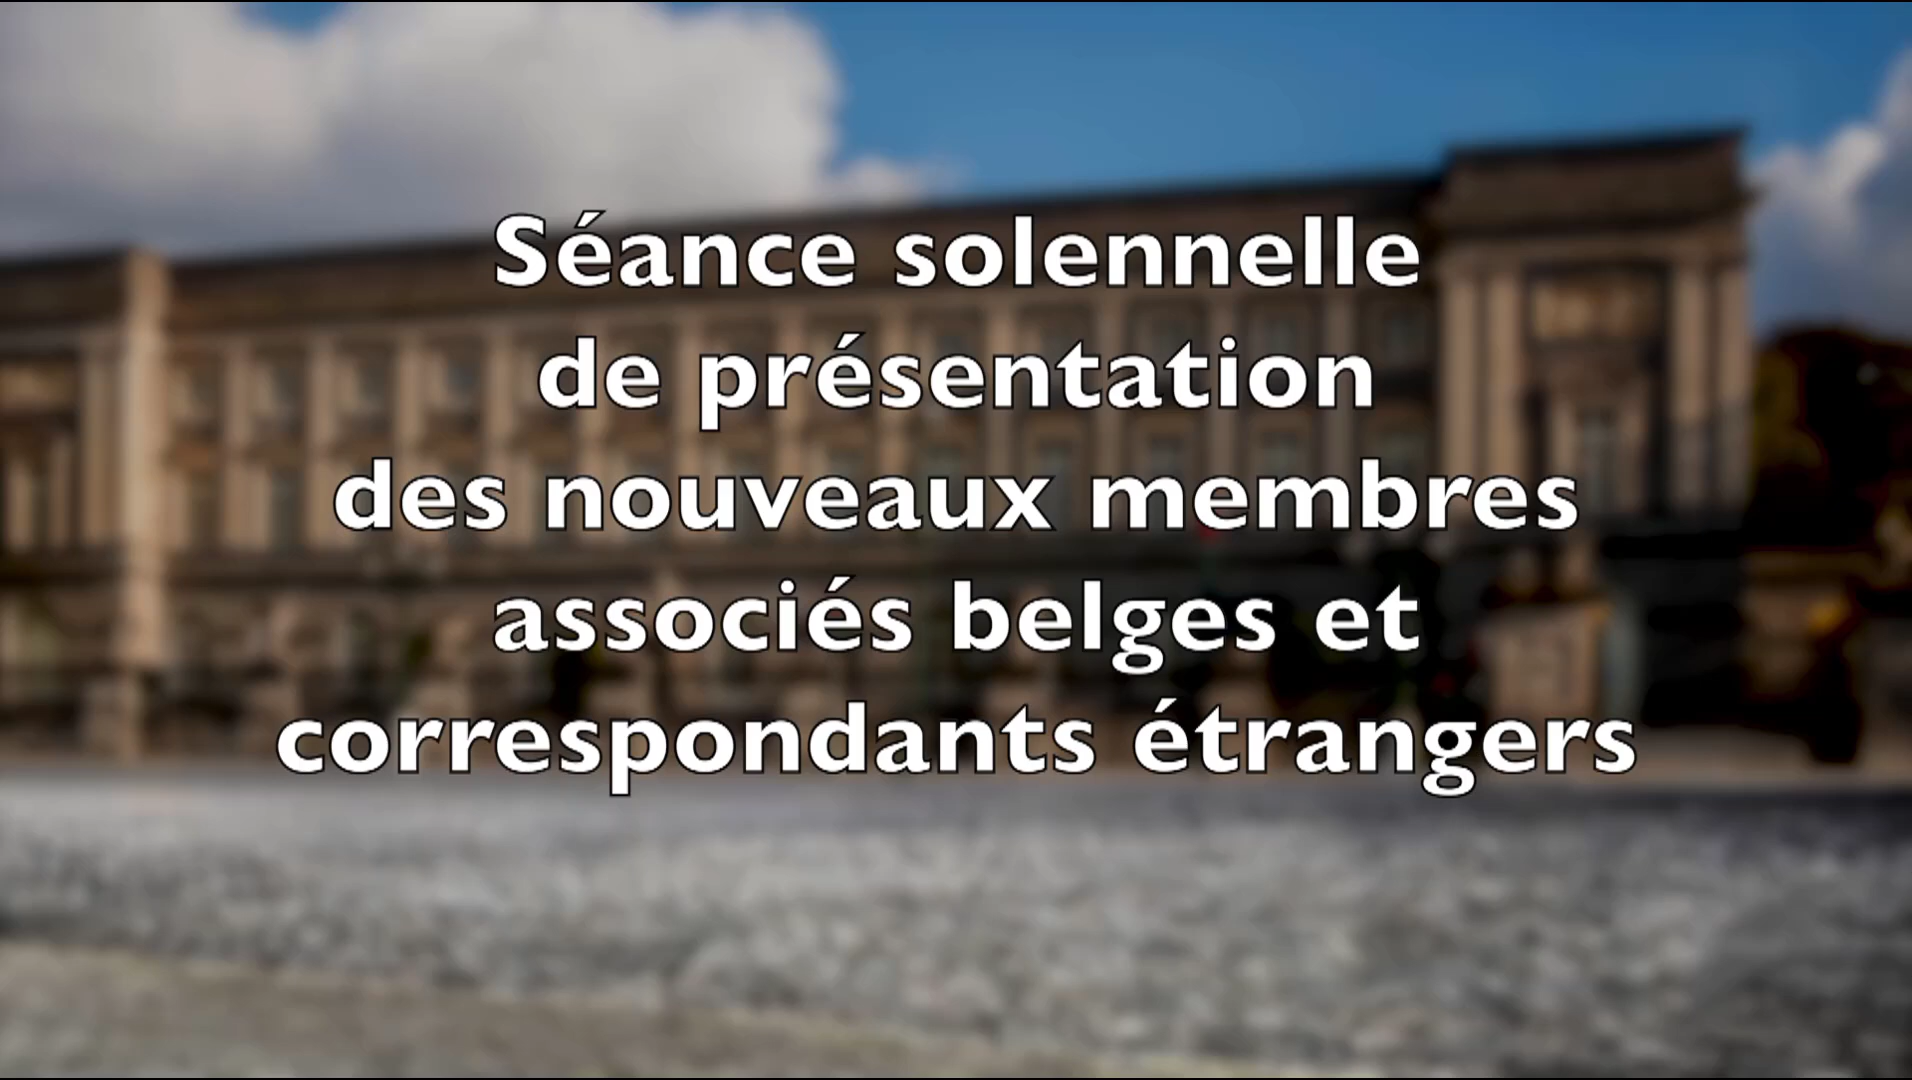 Séance solennelle
de présentation
des nouveaux membres
associés belges et
correspondants étrangers